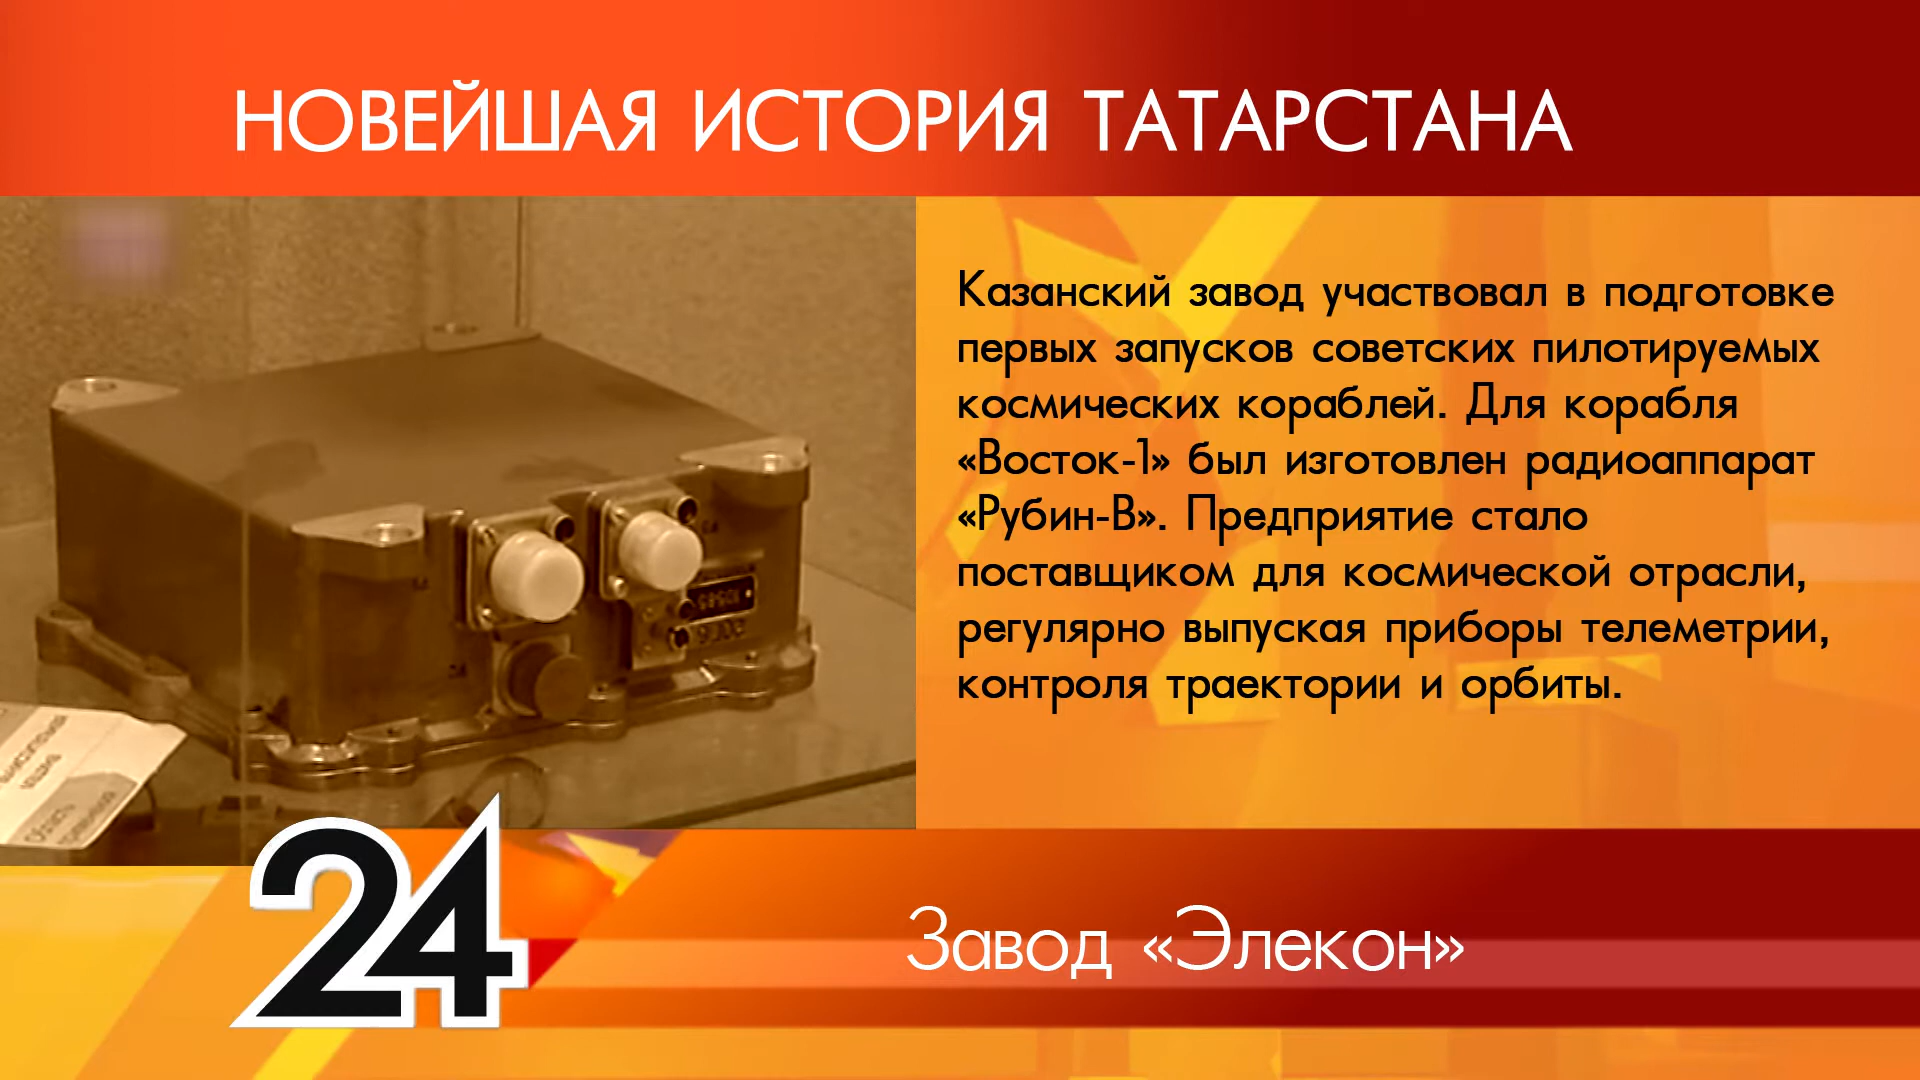 НОВЕЙШАЯ ИСТОРИЯ ТАТАРСТАНА
Казанский завод участвовал в подготовке
первых запусков советских пилотируемых
космических кораблей. Для корабля
«Восток-1» был изготовлен радиоаппарат
«Рубин-В». Предприятие стало
поставщиком для космической отрасли,
регулярно выпуская приборы телеметрии,
контроля траектории и орбиты.
24
Завод «Элекон»